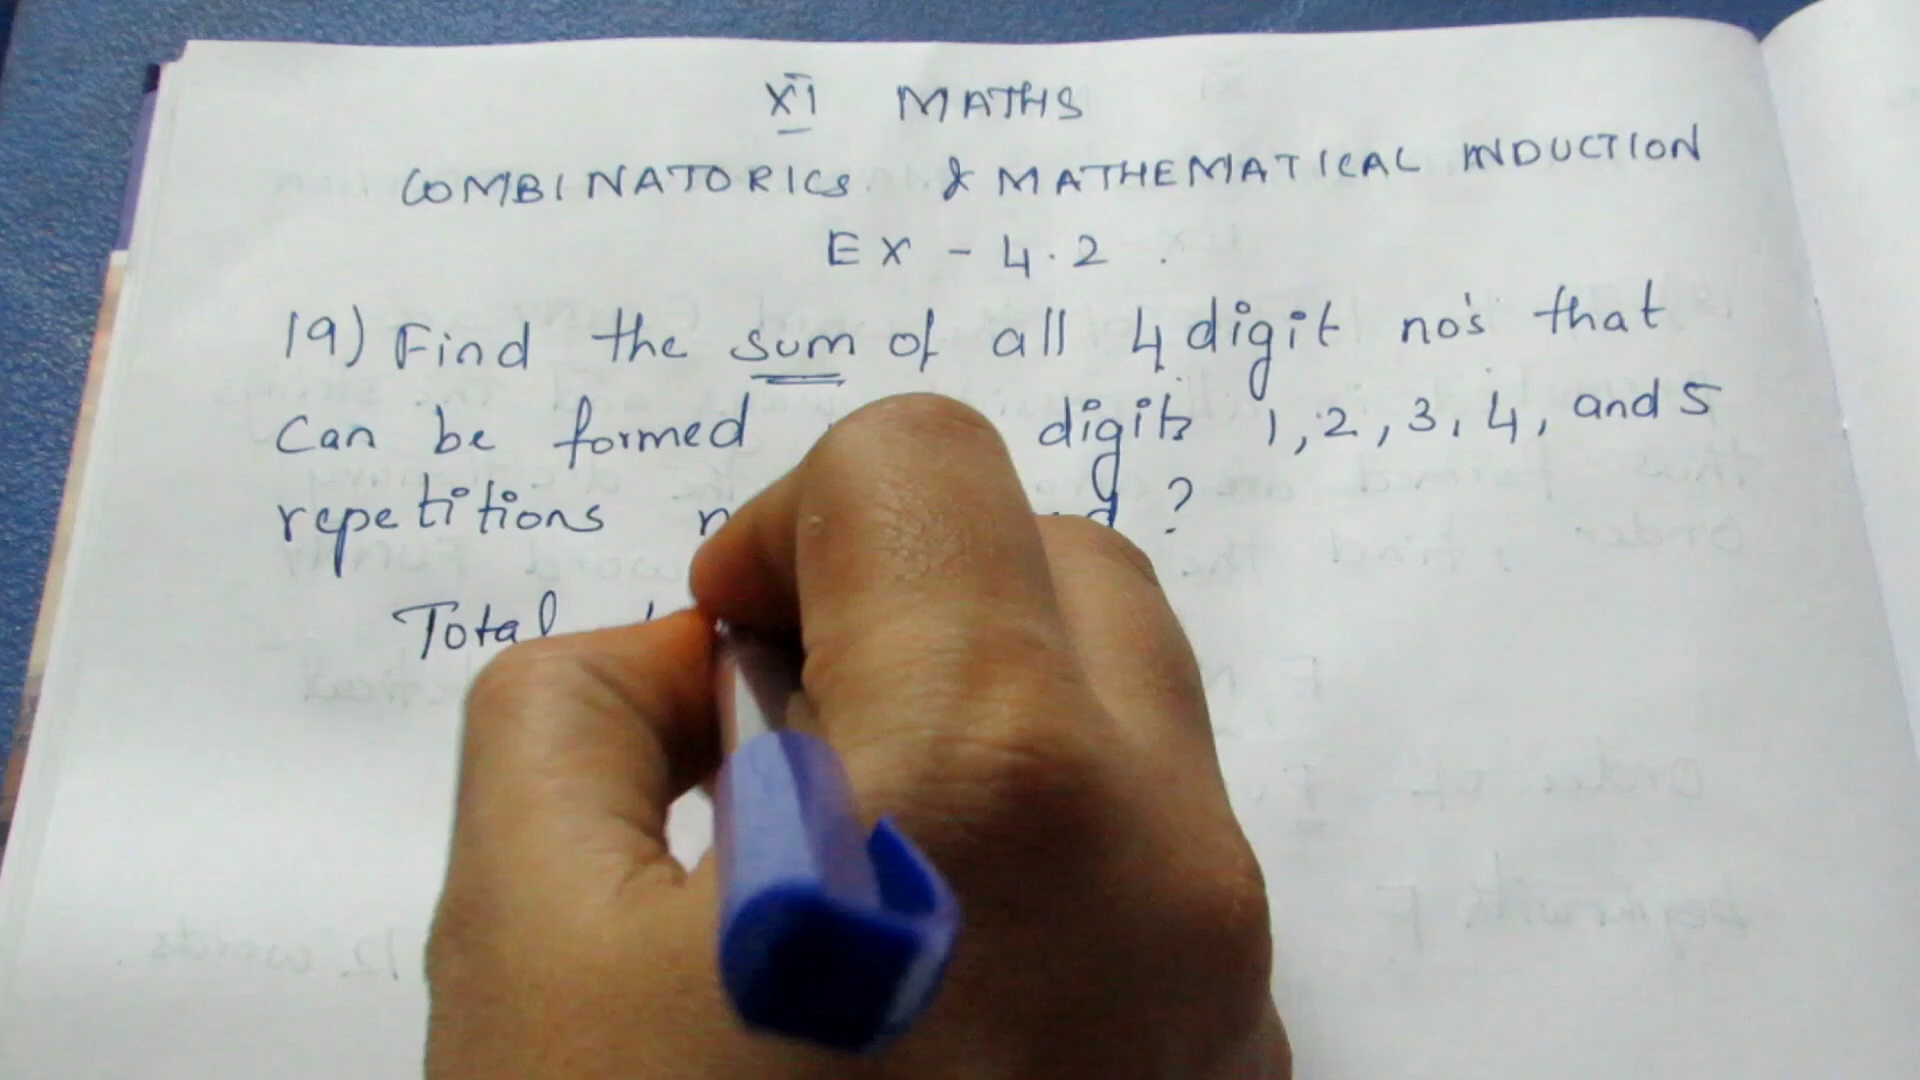 XI MATHS
COMBINATORICS & MATHEMATICAL INDUCTION
EX - 4.2
19) Find the sum of all 4 digit no's that
Can be formed digits 1, 2, 3, 4, and 5
repetitions ?
Total